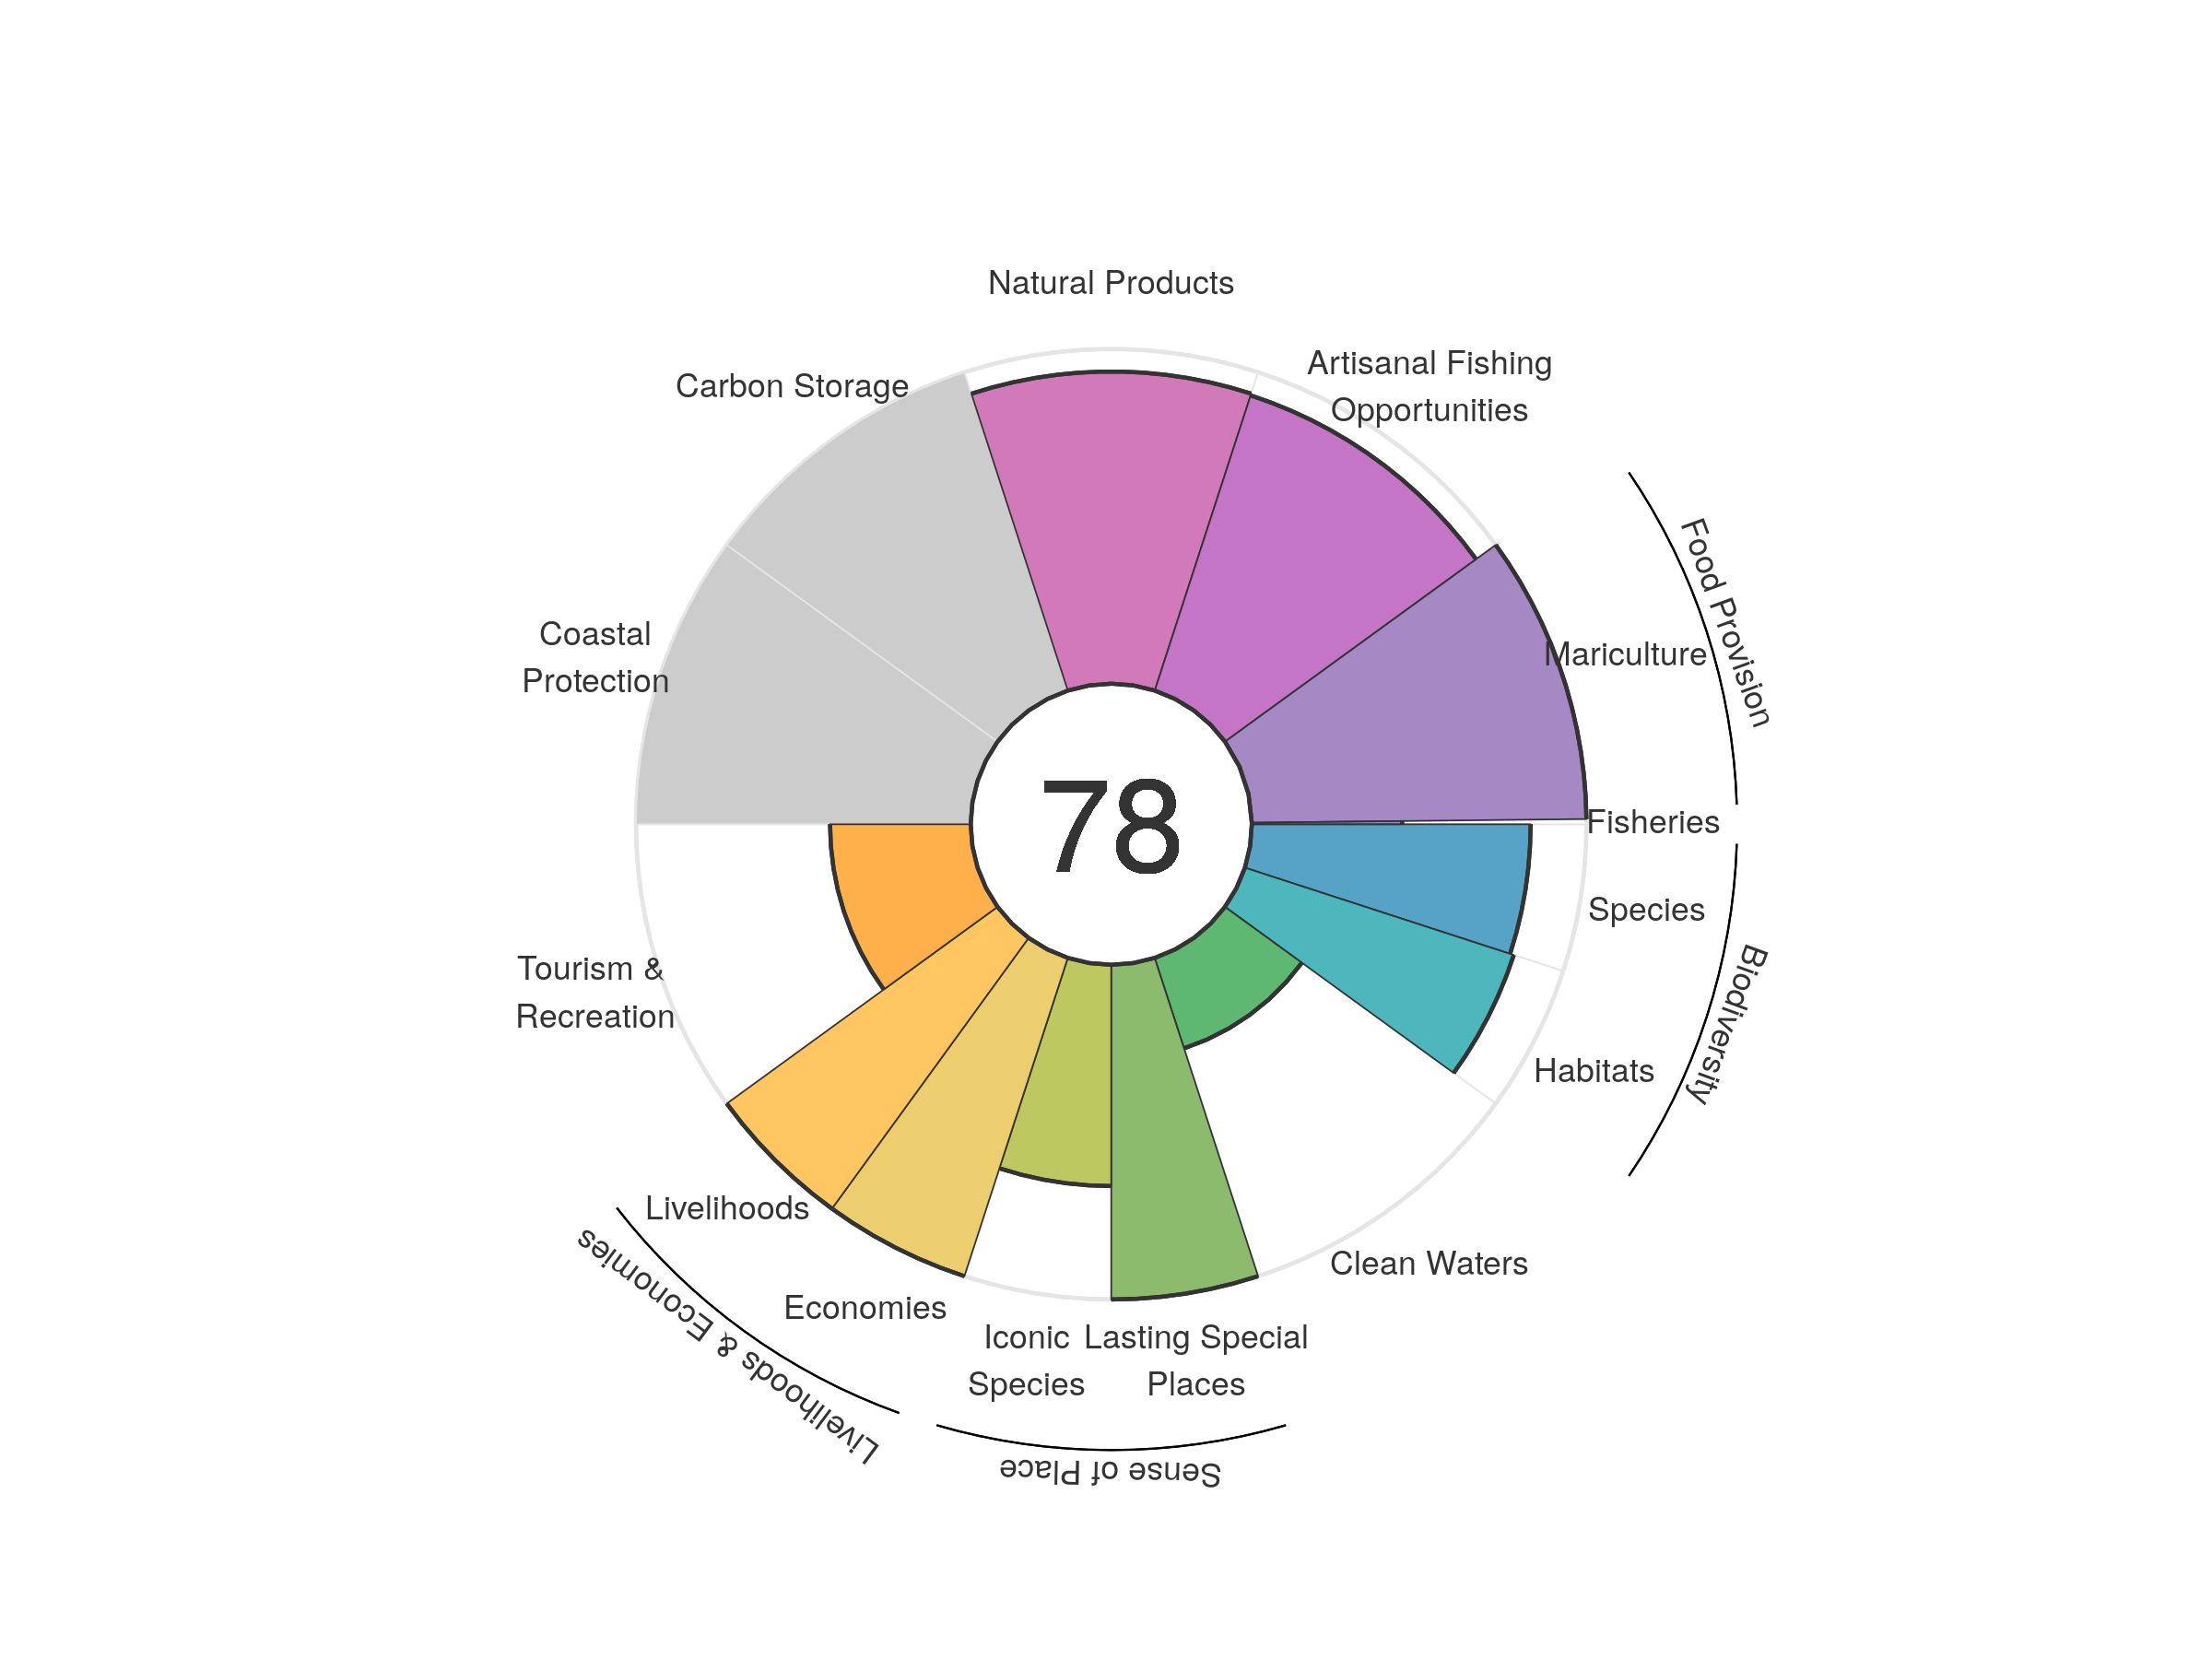 Natural Products
Artisanal Fishing
Opportunities
Carbon Storage
Food Provision
Coastal
Protection
Mariculture
78
Fisheries
Species
Biodiversity
Tourism &
Recreation
Habitats
Livelihoods
Livelihoods & Economies
Clean Waters
Economies
Iconic
Species
Lasting Special
Places
Sense of Place